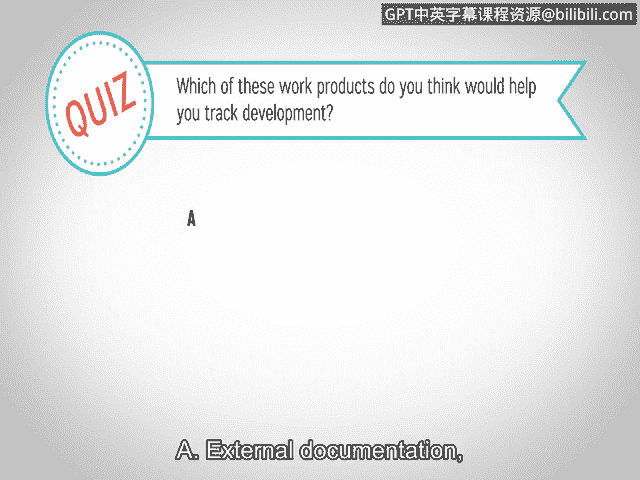 GPT中英字幕课程资源@bilibili.com
QUIZ
Which of these work products do you think would help
you track development?
A
A. External documentation,